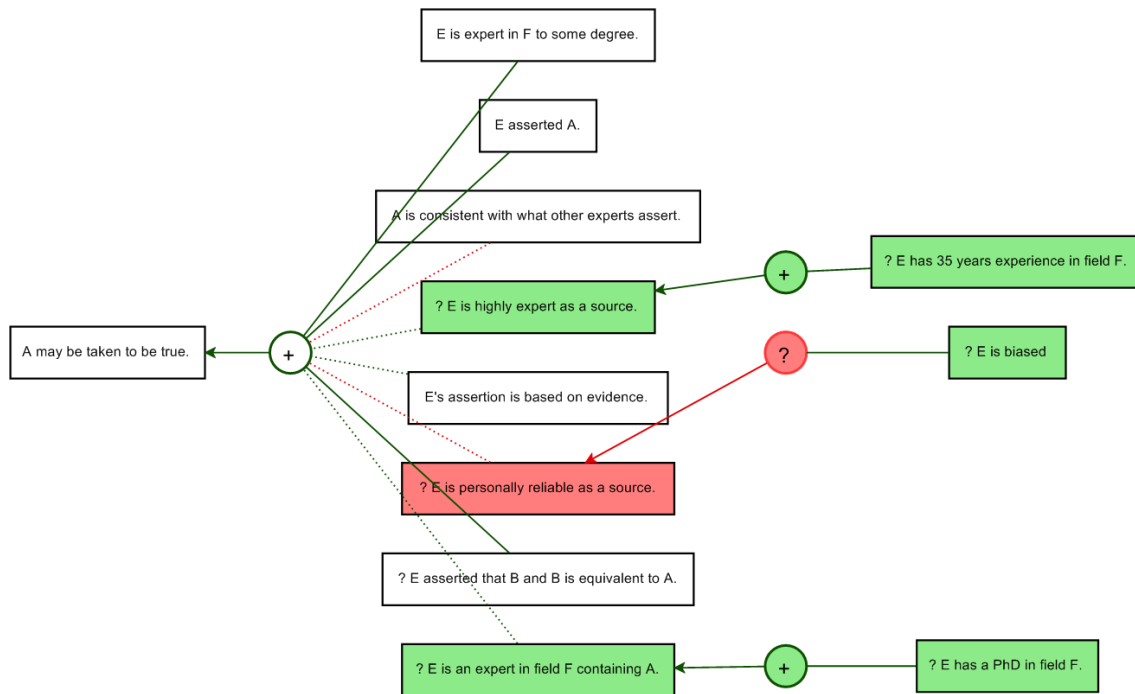 E is expert in F to some degree.
E asserted A.
A is consistent with what other experts assert.
? E has 35 years experience in field F.
+
? E is highly expert as a source.
A may be taken to be true.
+
?
? E is biased
E's assertion is based on evidence.
? E is personally reliable as a source.
? E asserted that B and B is equivalent to A.
? E is an expert in field F containing A.
+
? E has a PhD in field F.